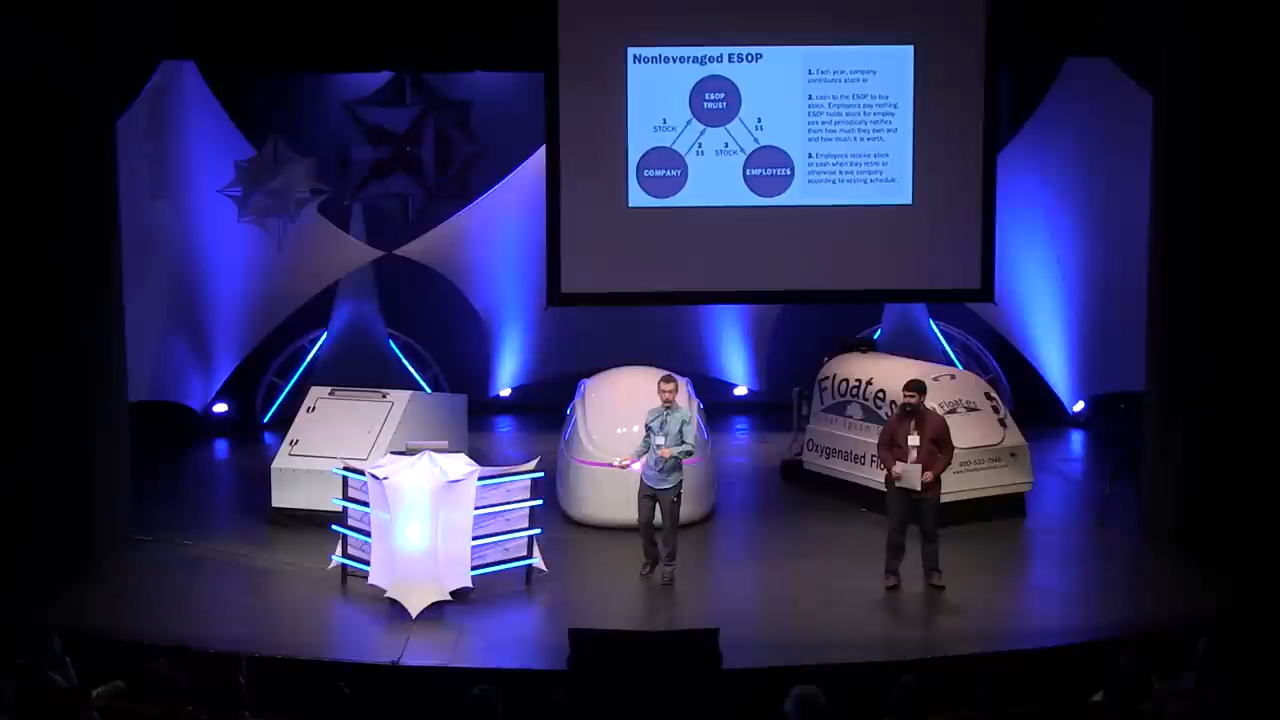 Nonleveraged ESOP
ESOP
TRUST
1
STOCK
2
$$
3
STOCK
3
$$
COMPANY
EMPLOYEES
1. Each year, company
contributes stock or
2. cash to the ESOP to buy
stock. Employees pay nothing.
ESOP holds stock for employ
ees and periodically notifies
them how much they own and
and how much it is worth.
3. Employees receive stock
or cash when they retire or
otherwise leave company
according to vesting schedule.
Floates
Epsom
Oxygenated Flo
Floates
800-535-7946